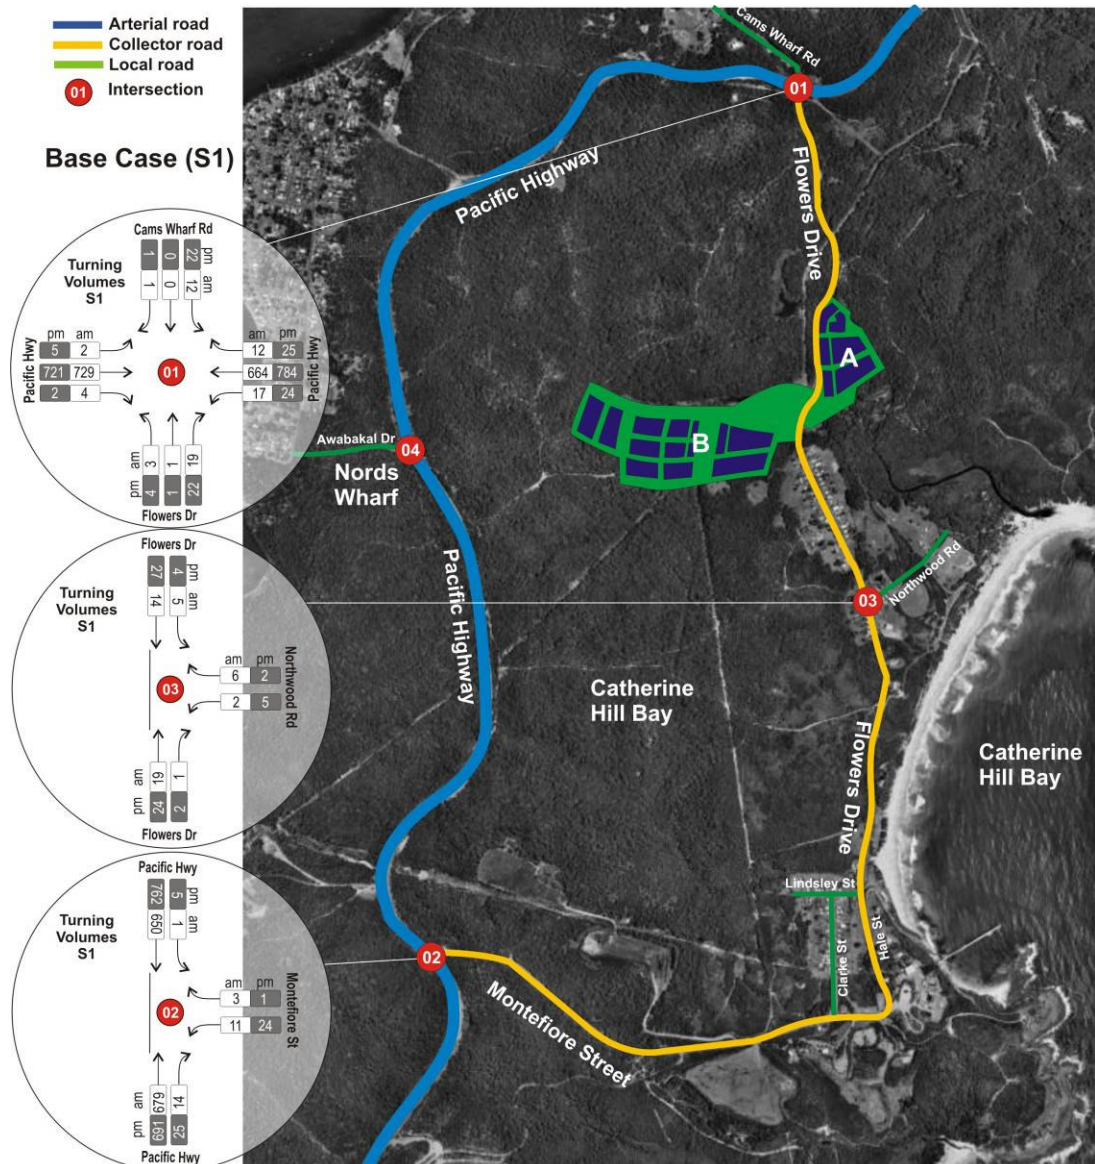 Arterial road
Collector road
Local road
01 Intersection
Base Case (S1)
Cams Wharf Rd
Turning
Volumes
S1
1 0 22 pm
1 0 12 am
pm am
5 2
721 729
2 4
Pacific Hwy
01
am pm
12 25
664 784
17 24
Pacific Hwy
am 3 1 19
pm 4 1 22
Flowers Dr
Flowers Dr
Turning
Volumes
S1
27 4 pm
14 5 am
03
am pm
6 2
2 5
Northwood Rd
am 19 1
pm 24 2
Flowers Dr
Pacific Hwy
Turning
Volumes
S1
762 5 pm
650 1 am
02
am pm
3 1
11 24
Montefiore St
am 679 14
pm 691 25
Pacific Hwy
Cams Wharf Rd
01
Pacific Highway
Flowers Drive
A
B
Awabakal Dr
04
Nords
Wharf
Northwood Rd
03
Pacific Highway
Catherine
Hill Bay
Flowers Drive
Catherine
Hill Bay
Lindsley St
Clarke St
Hale St
02
Montefiore Street